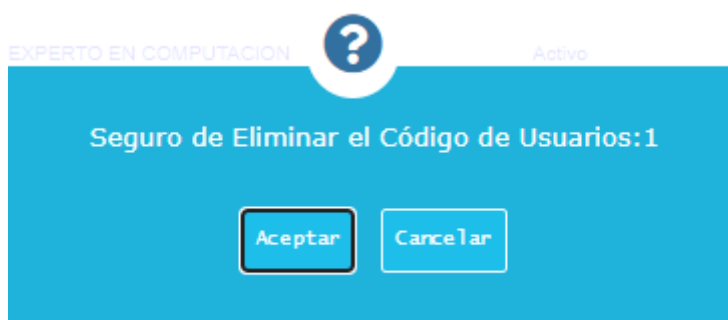 EXPERTO EN COMPUTACION Activo
?
Seguro de Eliminar el Código de Usuarios:1
Aceptar Cancelar